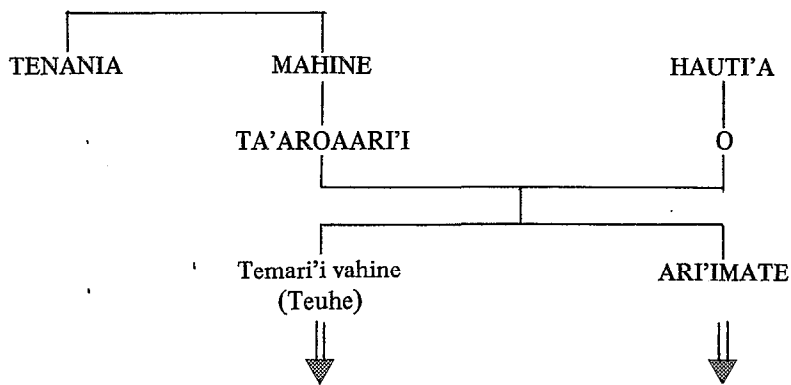 TENANIA MAHINE HAUTI'A
TA'AROAARI'I O
Temari'i vahine ARI'IMATE
(Teuhe)